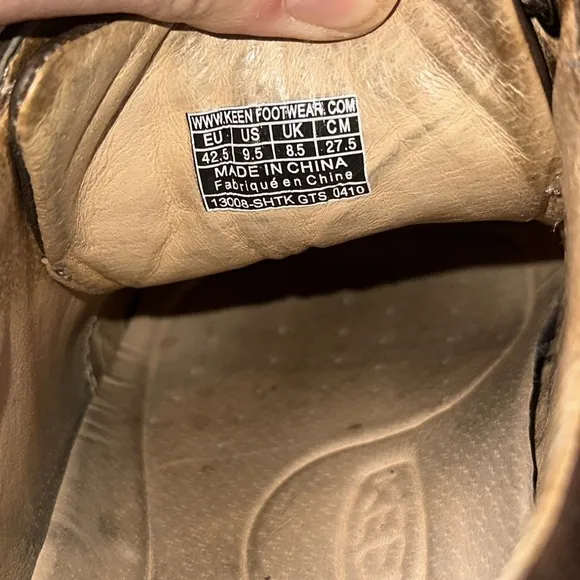 WWW.KEENFOOTWEAR.COM
EU US UK CM
42.5 9.5 8.5 27.5
MADE IN CHINA
Fabriqué en Chine
13008-SHTK GTS 0410